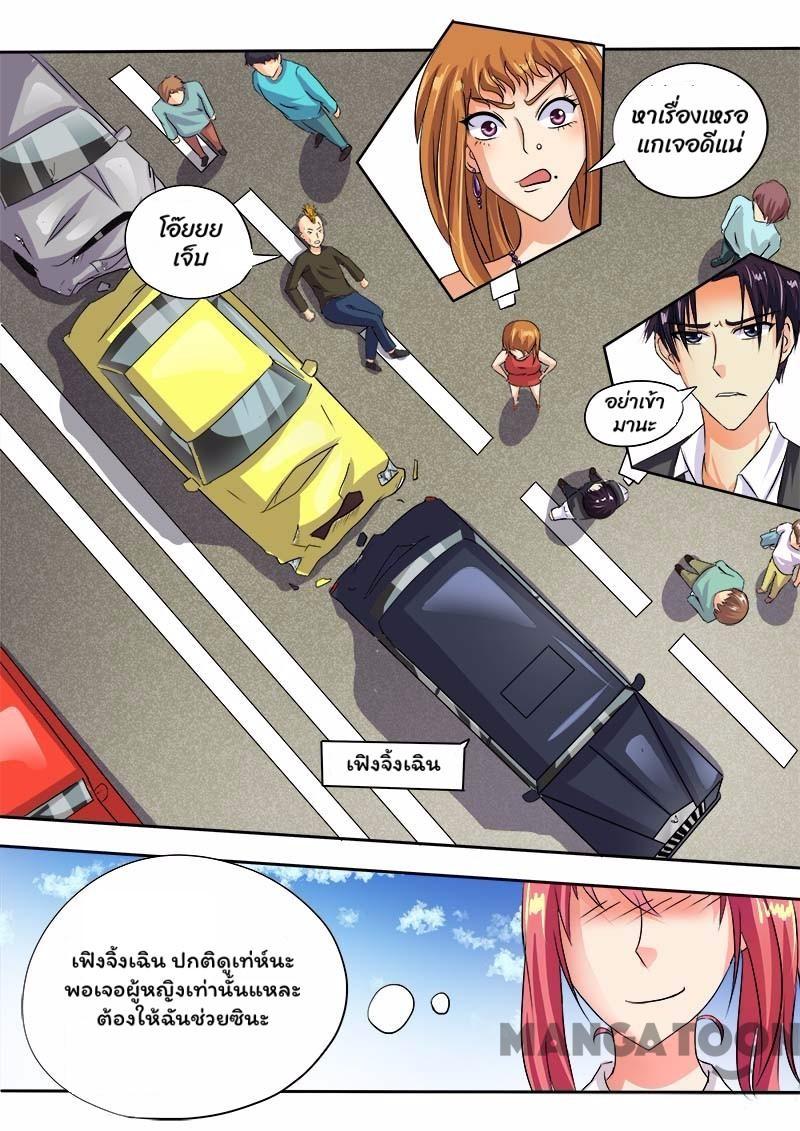 หาเรื่องเหรอ
แกเจอดีแน่
โอ๊ยยย
เจ็บ
อย่าเข้า
มานะ
เฟิงจิ้งเฉิน
เฟิงจิ้งเฉิน ปกติดูเท่ห์นะ
พอเจอผู้หญิงเท่านั้นแหละ
ต้องให้ฉันช่วยซินะ
MANGATOON